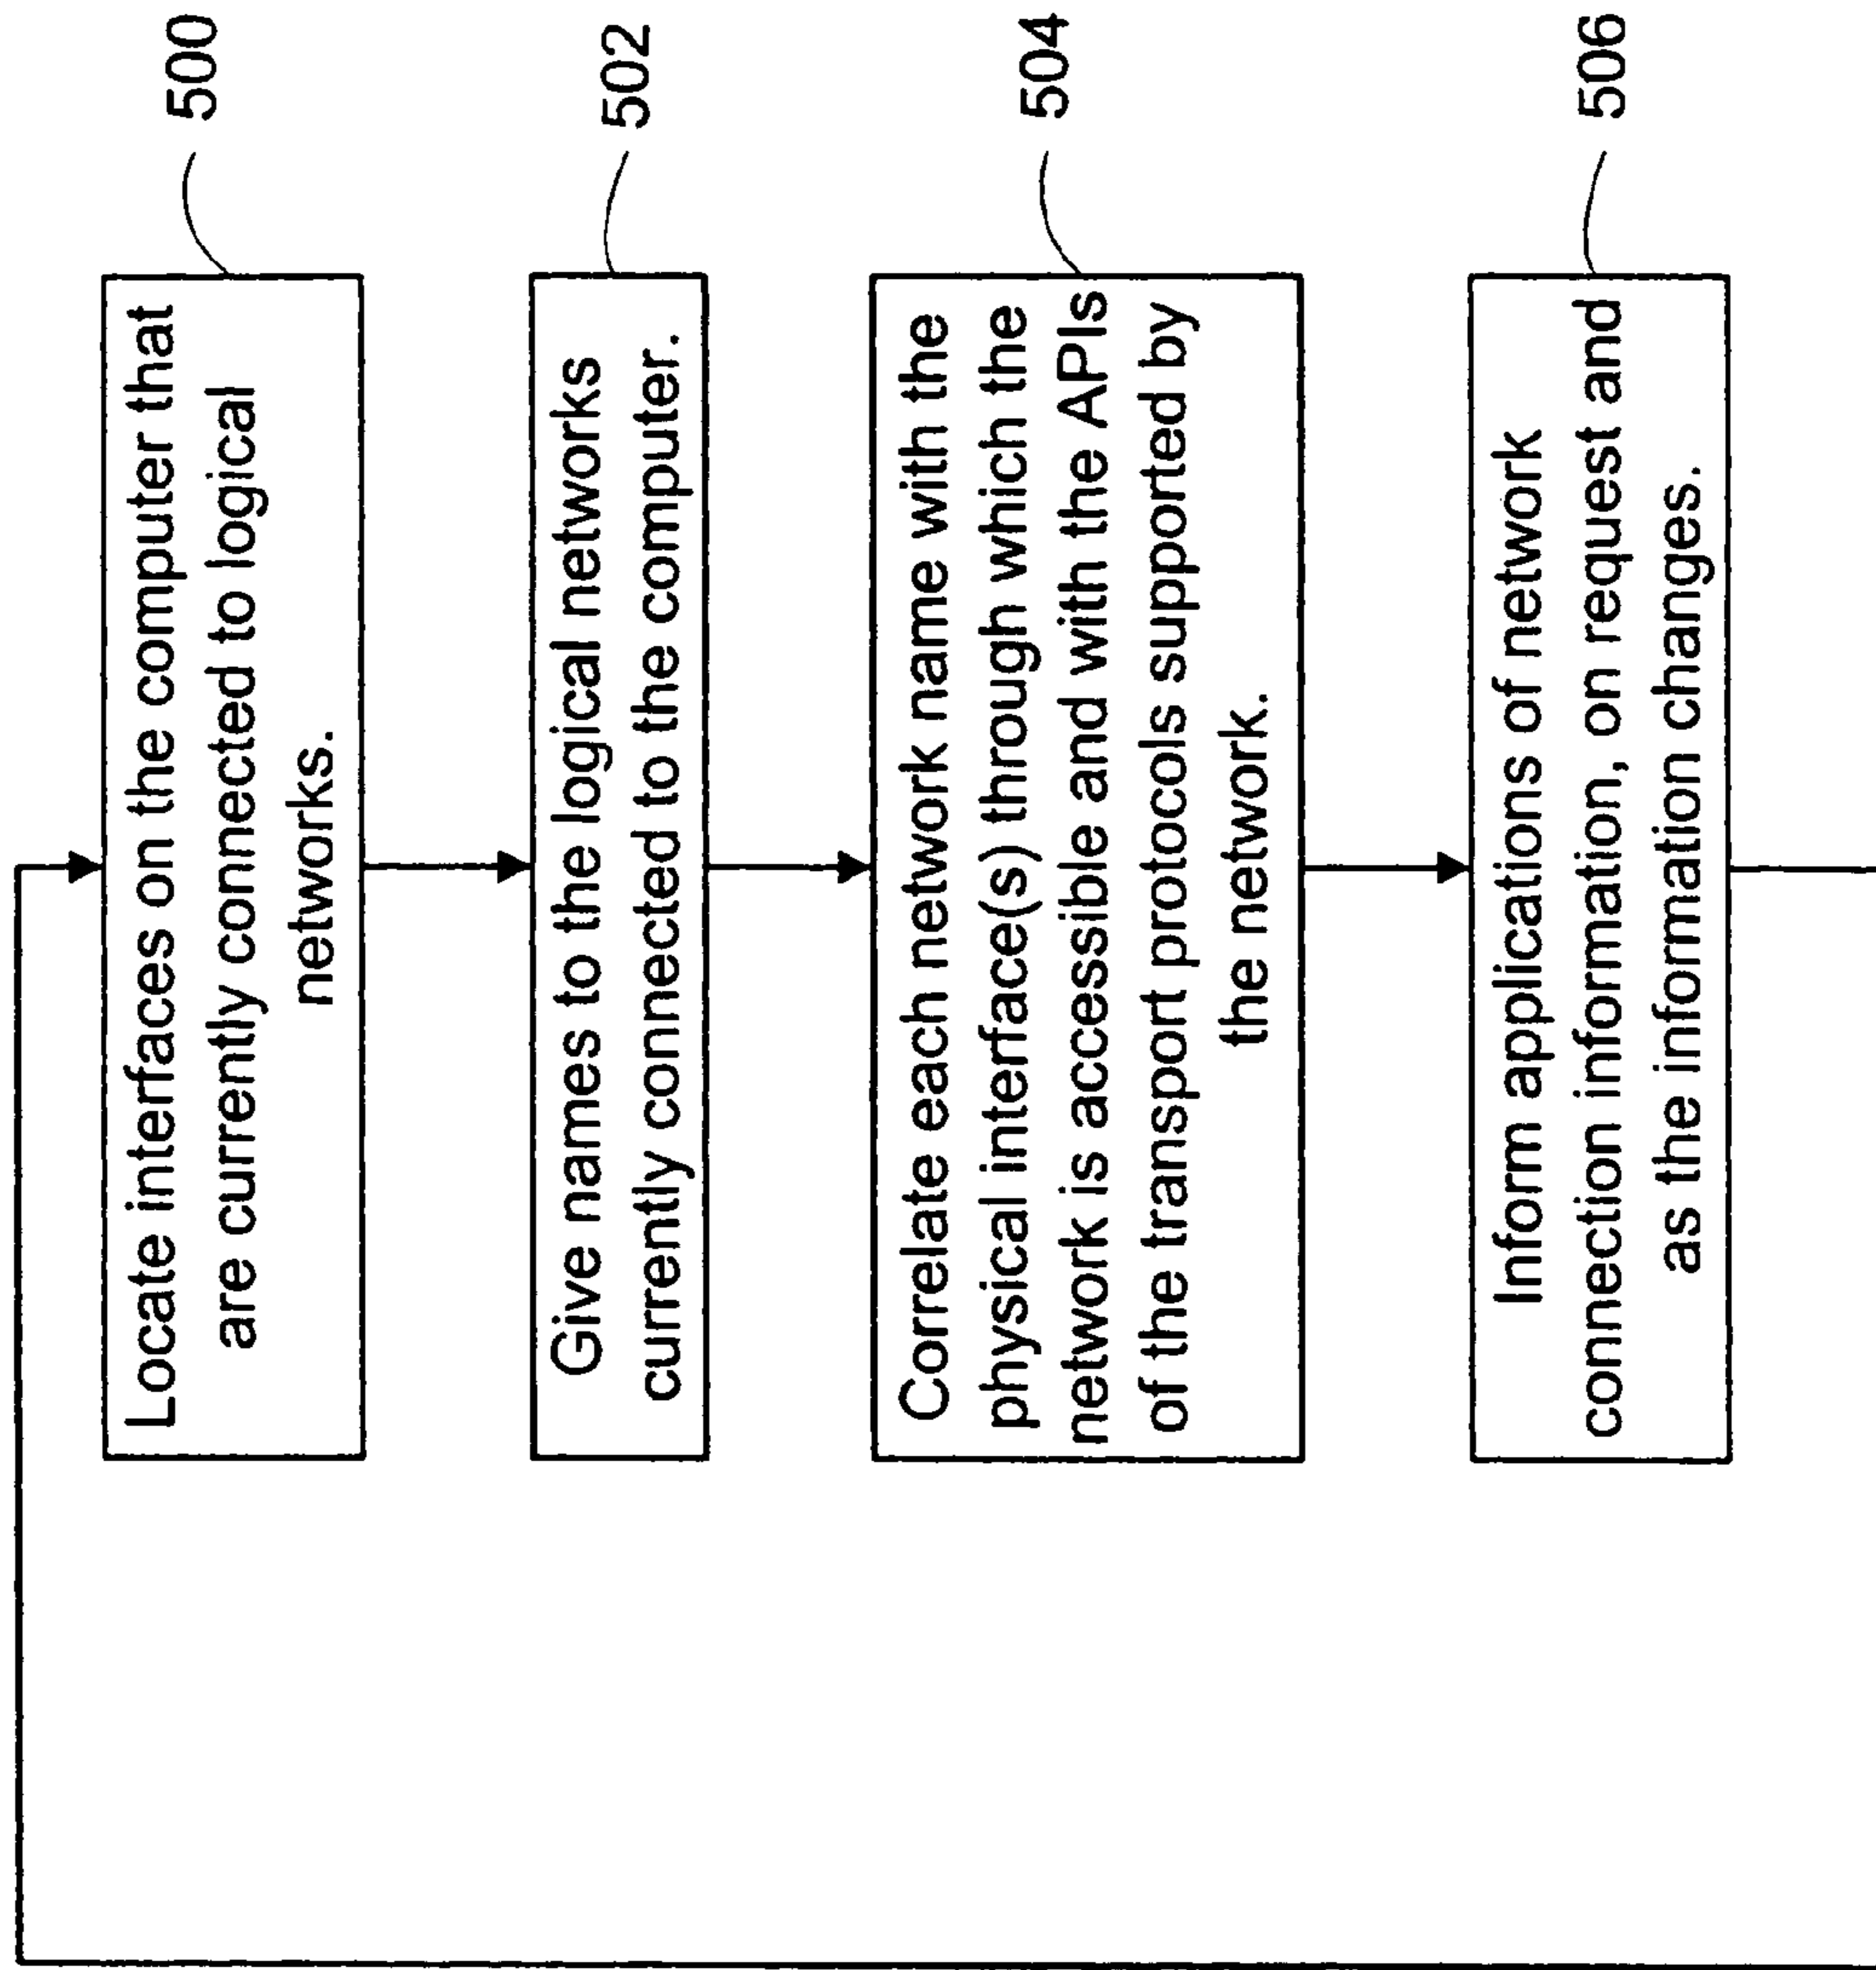 500
Locate interfaces on the computer that
are currently connected to logical
networks.
502
Give names to the logical networks
currently connected to the computer.
504
Correlate each network name with the
physical interface(s) through which the
network is accessible and with the APIs
of the transport protocols supported by
the network.
506
Inform applications of network
connection information, on request and
as the information changes.